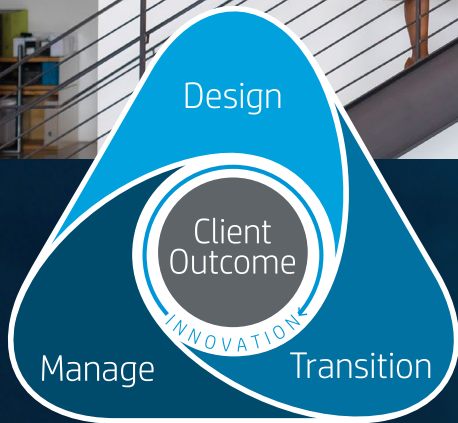 Design
Client
Outcome
INNOVATION
Manage
Transition